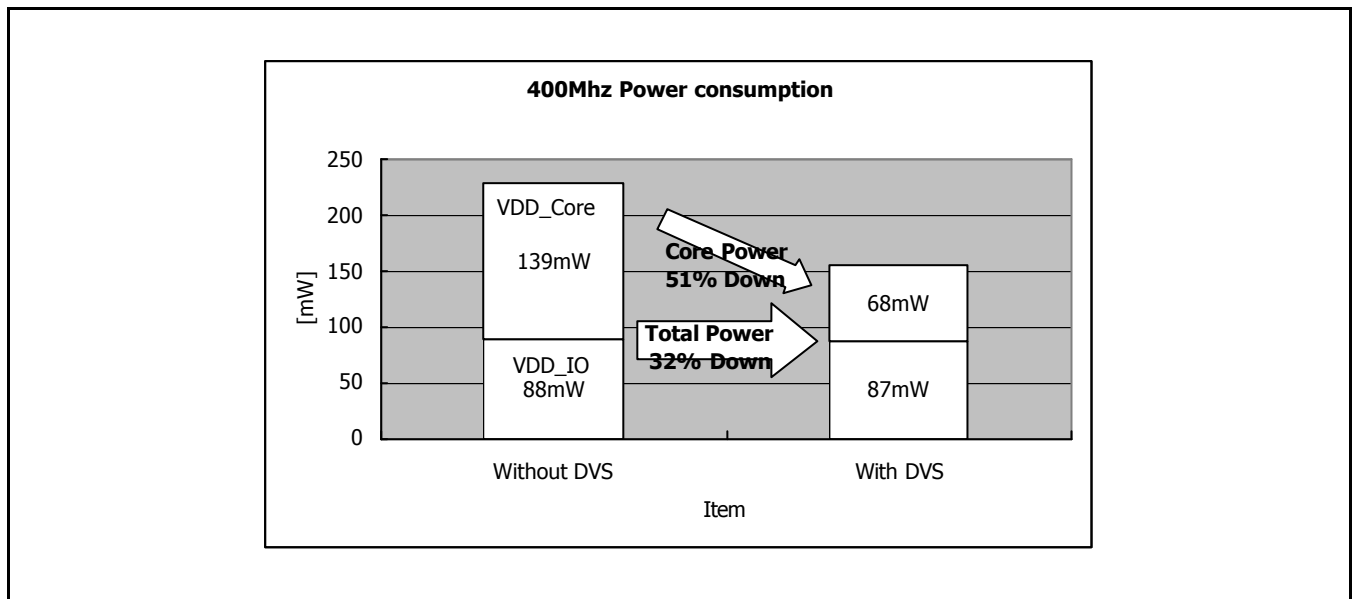 400Mhz Power consumption
250
200
150
100
50
0
[mW]
VDD_Core
139mW
VDD_IO
88mW
Core Power
51% Down
Total Power
32% Down
68mW
87mW
Without DVS
With DVS
Item